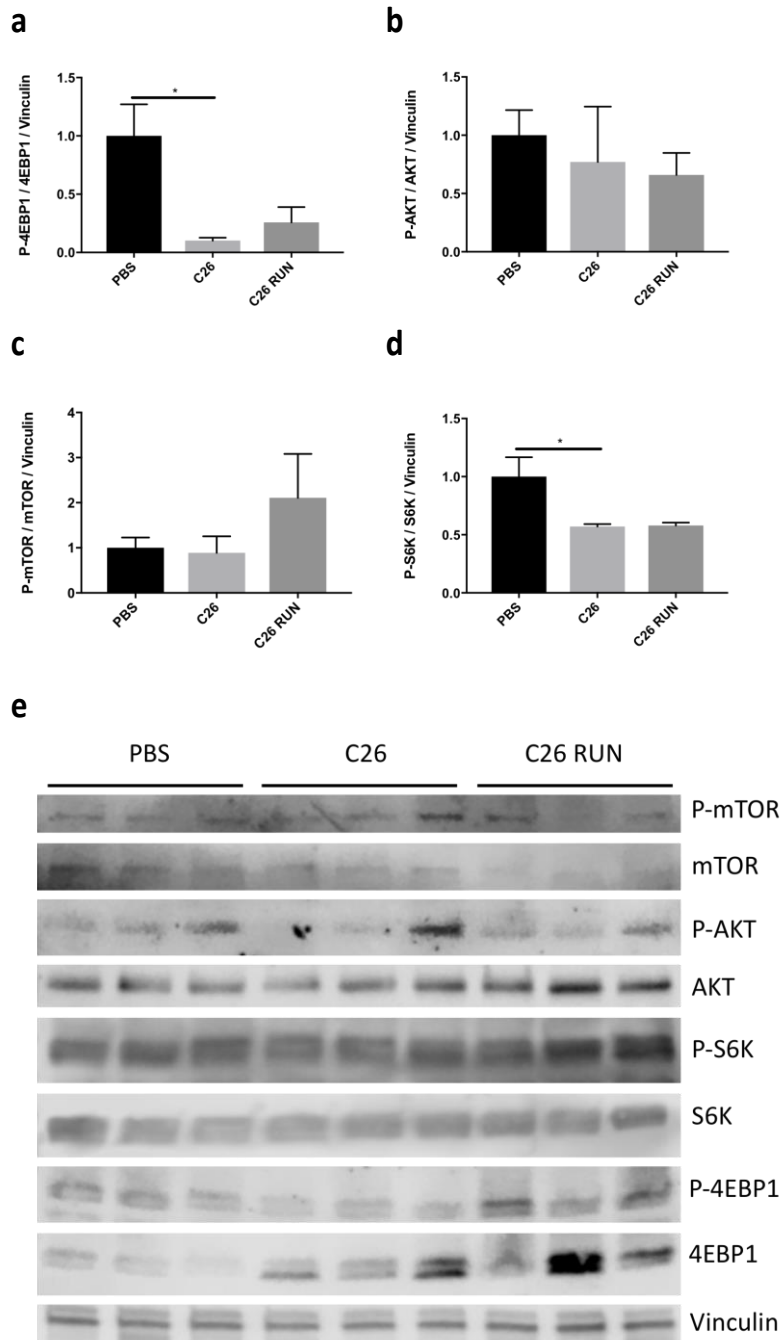 a
P-4EBP1 / 4EBP1 / Vinculin
1.5
1.0
0.5
0.0
*
PBS
C26
C26 RUN
b
P-AKT / AKT / Vinculin
1.5
1.0
0.5
0.0
PBS
C26
C26 RUN
c
P-mTOR / mTOR / Vinculin
4
3
2
1
0
PBS
C26
C26 RUN
d
P-S6K / S6K / Vinculin
1.5
1.0
0.5
0.0
*
PBS
C26
C26 RUN
e
PBS C26 C26 RUN
P-mTOR
mTOR
P-AKT
AKT
P-S6K
S6K
P-4EBP1
4EBP1
Vinculin